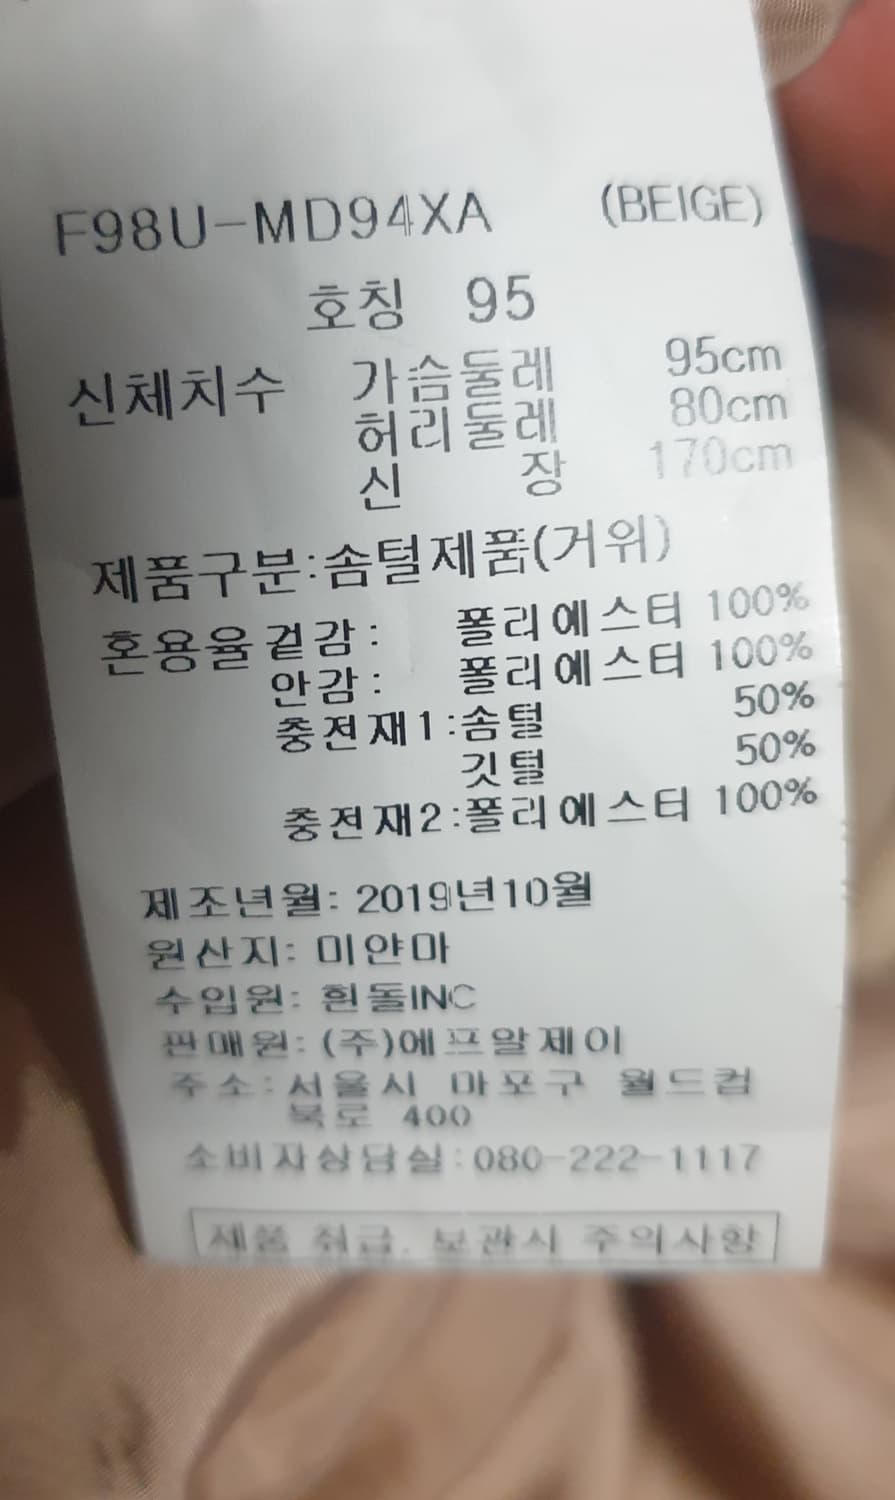 F98U-MD94XA (BEIGE)
호칭 95
신체치수 가슴둘레 95cm
허리둘레 80cm
신 장 170cm
제품구분:솜털제품(거위)
혼용율 겉감: 폴리에스터 100%
안감: 폴리에스터 100%
충전재1:솜털 50%
깃털 50%
충전재2:폴리에스터 100%
제조년월: 2019년10월
원산지: 미얀마
수입원: 흰돌INC
판매원: (주)에프알제이
주소: 서울시 마포구 월드컵
북로 400
소비자상담실:080-222-1117
제품 취급, 보관시 주의사항